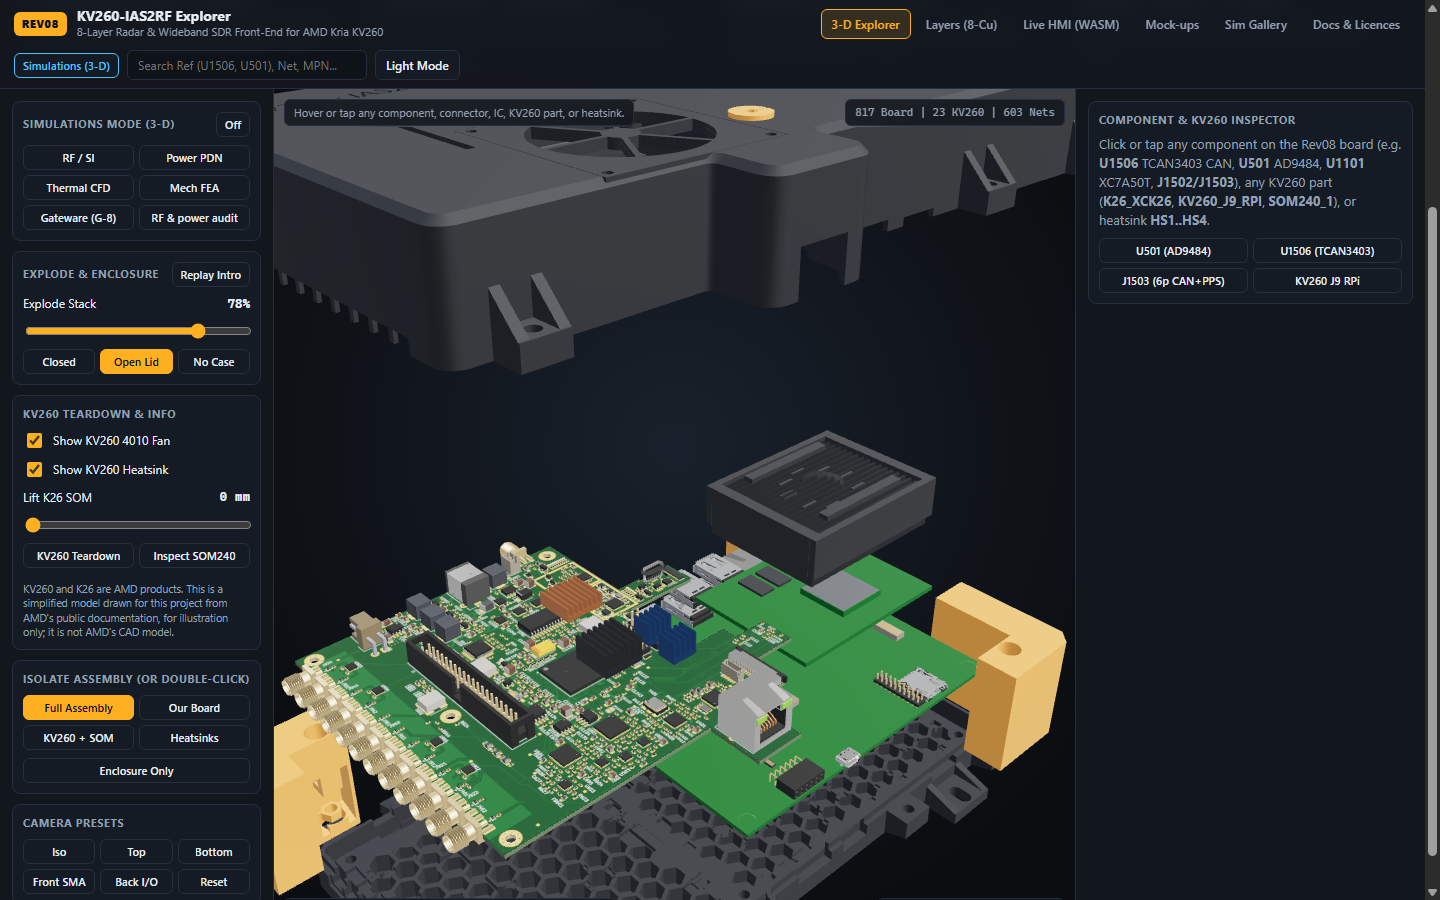 REV08
KV260-IAS2RF Explorer
8-Layer Radar & Wideband SDR Front-End for AMD Kria KV260
3-D Explorer
Layers (8-Cu)
Live HMI (WASM)
Mock-ups
Sim Gallery
Docs & Licences
Simulations (3-D)
Search Ref (U1506, U501), Net, MPN...
Light Mode
SIMULATIONS MODE (3-D)
Off
RF / SI
Power PDN
Thermal CFD
Mech FEA
Gateware (G-8)
RF & power audit
EXPLODE & ENCLOSURE
Replay Intro
Explode Stack
78%
Closed
Open Lid
No Case
KV260 TEARDOWN & INFO
Show KV260 4010 Fan
Show KV260 Heatsink
Lift K26 SOM
0 mm
KV260 Teardown
Inspect SOM240
KV260 and K26 are AMD products. This is a
simplified model drawn for this project from
AMD's public documentation, for illustration
only; it is not AMD's CAD model.
ISOLATE ASSEMBLY (OR DOUBLE-CLICK)
Full Assembly
Our Board
KV260 + SOM
Heatsinks
Enclosure Only
CAMERA PRESETS
Iso
Top
Bottom
Front SMA
Back I/O
Reset
Hover or tap any component, connector, IC, KV260 part, or heatsink.
817 Board | 23 KV260 | 603 Nets
COMPONENT & KV260 INSPECTOR
Click or tap any component on the Rev08 board (e.g.
U1506 TCAN3403 CAN, U501 AD9484, U1101
XC7A50T, J1502/J1503), any KV260 part
(K26_XCK26, KV260_J9_RPI, SOM240_1), or
heatsink HS1..HS4.
U501 (AD9484)
U1506 (TCAN3403)
J1503 (6p CAN+PPS)
KV260 J9 RPi